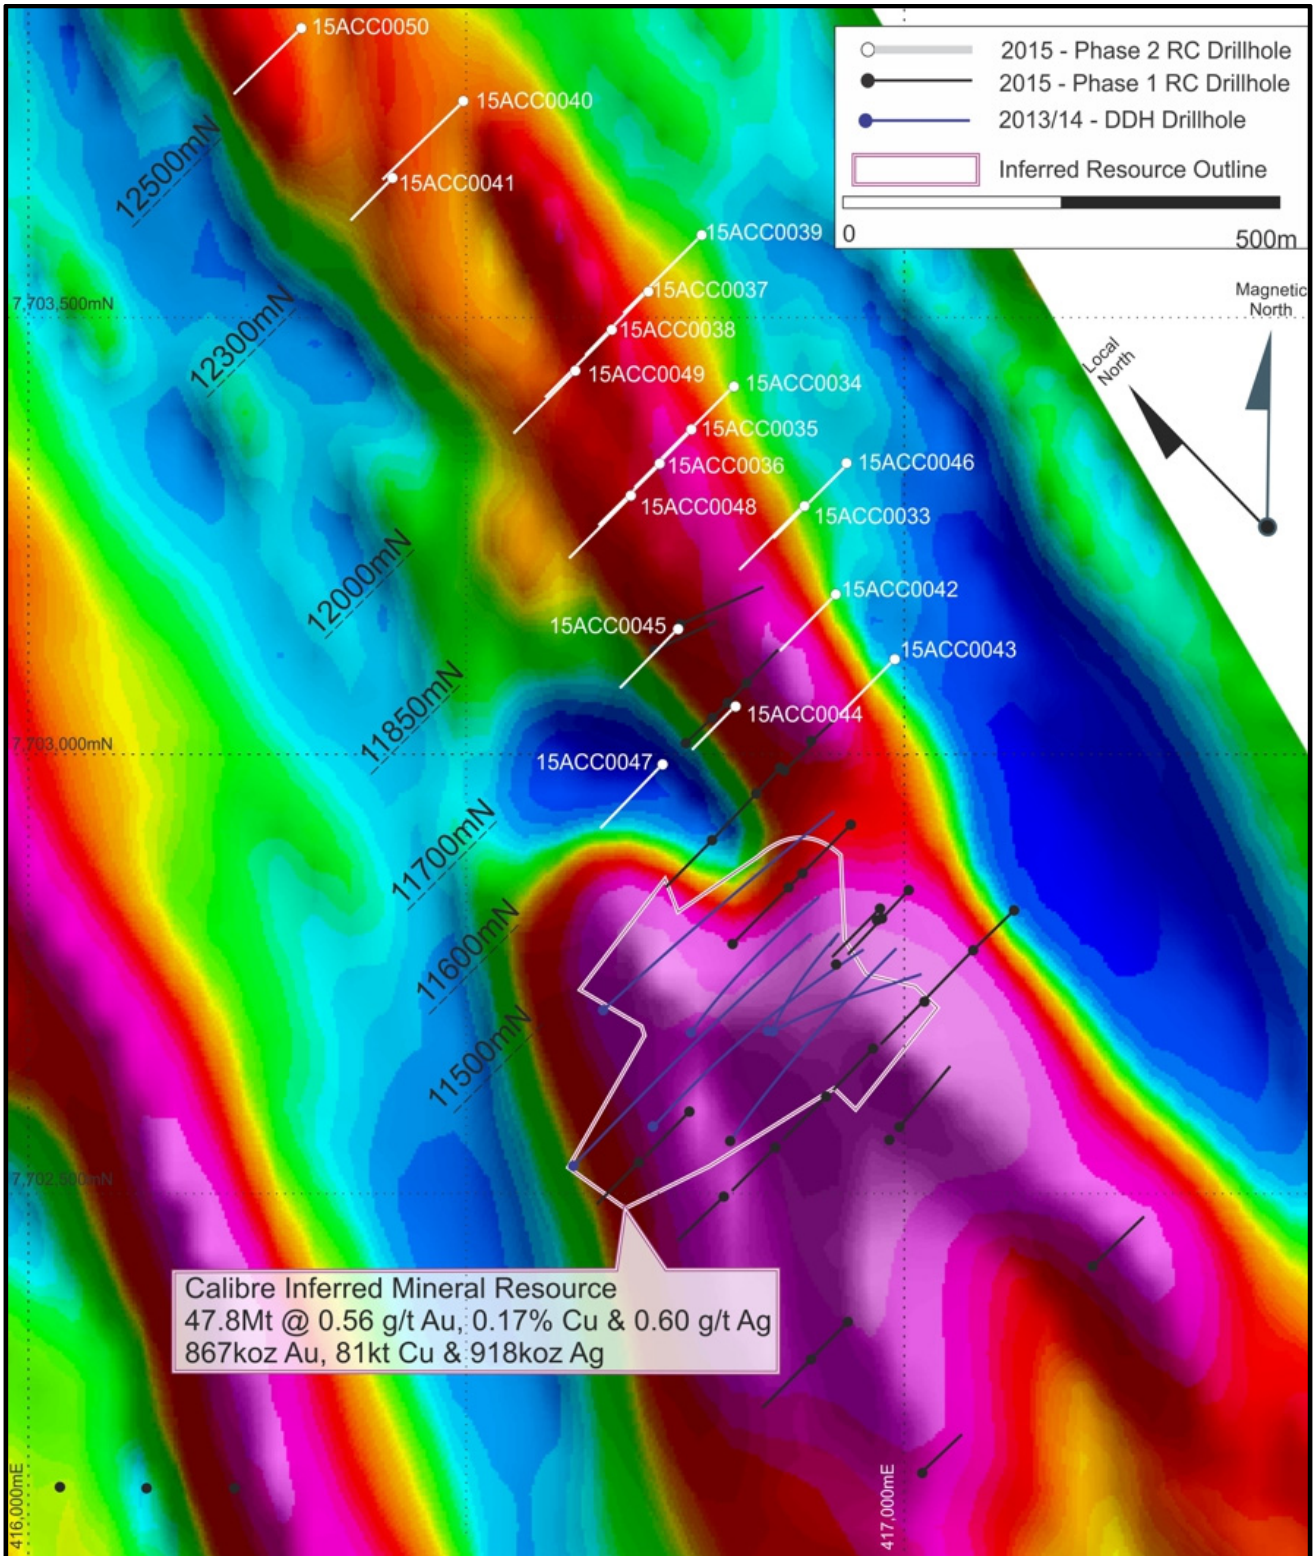 15ACC0050
2015 - Phase 2 RC Drillhole
2015 - Phase 1 RC Drillhole
2013/14 - DDH Drillhole
Inferred Resource Outline
0
500m
15ACC0040
12500mN
15ACC0041
15ACC0039
7,703,500mN
15ACC0037
Magnetic
North
12300mN
15ACC0038
Local
North
15ACC0049
15ACC0034
15ACC0035
15ACC0036
15ACC0046
15ACC0048
15ACC0033
12000mN
15ACC0042
15ACC0045
15ACC0043
11850mN
15ACC0044
7,703,000mN
15ACC0047
11700mN
11600mN
11500mN
7,702,500mN
Calibre Inferred Mineral Resource
47.8Mt @ 0.56 g/t Au, 0.17% Cu & 0.60 g/t Ag
867koz Au, 81kt Cu & 918koz Ag
416,000mE
417,000mE